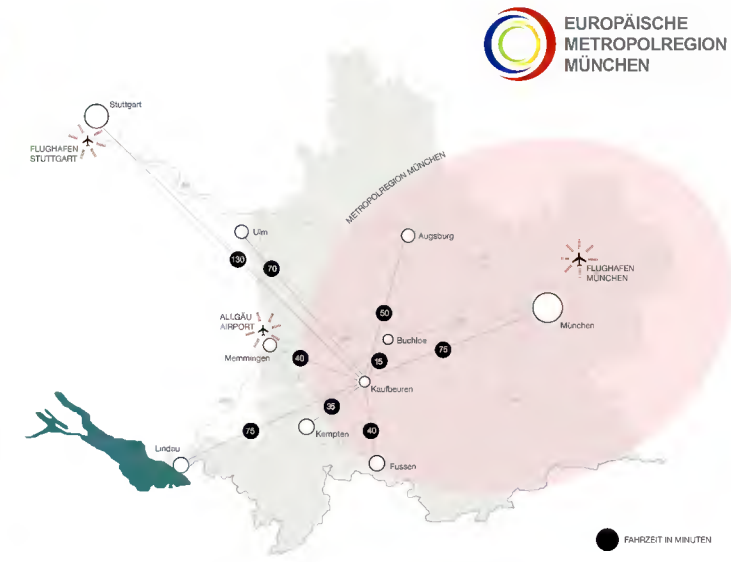 EUROPÄISCHE
METROPOLREGION
MÜNCHEN
Stuttgart
FLUGHAFEN
STUTTGART
METROPOLREGION MÜNCHEN
Ulm
Augsburg
130
70
FLUGHAFEN
MÜNCHEN
ALLGÄU
AIRPORT
50
München
Memmingen
40
Buchloe
15
75
Kaufbeuren
35
75
Kempten
40
Lindau
Fussen
FAHRZEIT IN MINUTEN